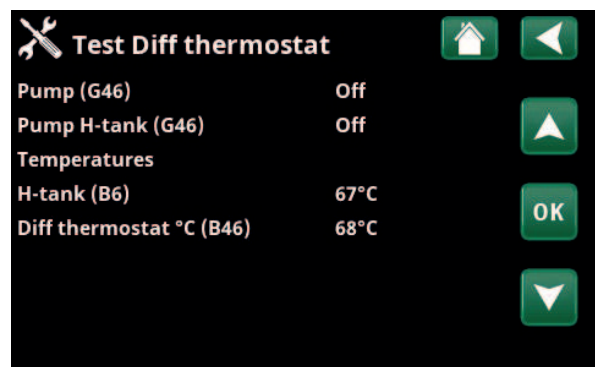 Test Diff thermostat
Pump (G46) Off
Pump H-tank (G46) Off
Temperatures
H-tank (B6) 67°C
Diff thermostat °C (B46) 68°C
OK